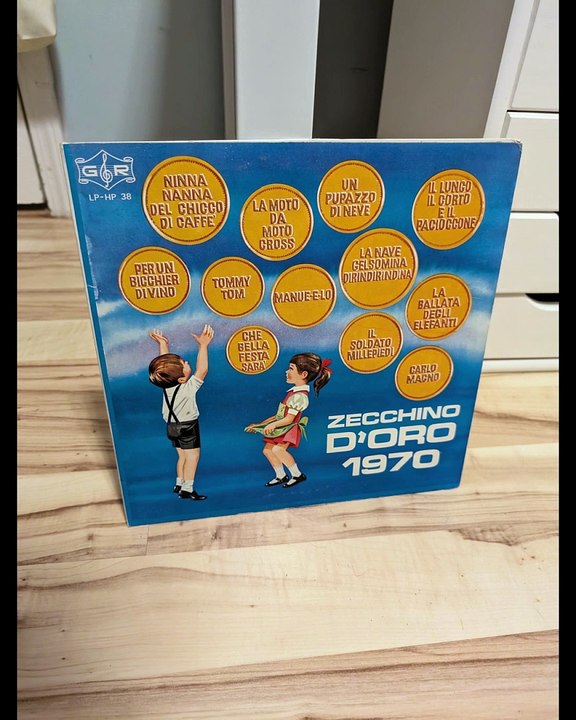 GR
LP-HP 38
NINNA
NANNA
DEL CHICCO
DI CAFFE'
LA MOTO
DA
MOTO
CROSS
UN
PUPAZZO
DI NEVE
IL LUNGO
IL CORTO
E IL
PACIOCCONE
PER UN
BICCHIER
DI VINO
TOMMY
TOM
MANUE-E-LO
LA NAVE
GELSOMINA
DIRINDIRINDINA
LA
BALLATA
DEGLI
ELEFANTI
CHE
BELLA
FESTA
SARA'
IL
SOLDATO
MILLEPIEDI
CARLO
MAGNO
ZECCHINO
D'ORO
1970